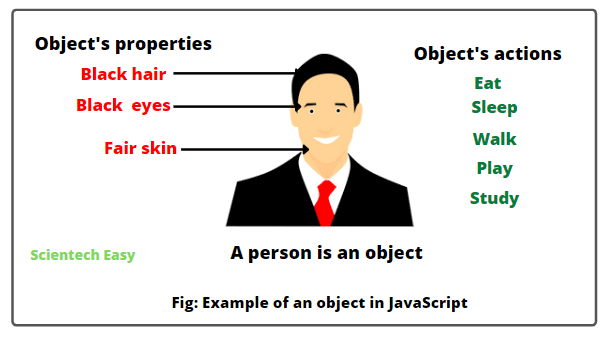 Object's properties
Black hair
Black eyes
Fair skin
Object's actions
Eat
Sleep
Walk
Play
Study
Scientech Easy
A person is an object
Fig: Example of an object in JavaScript